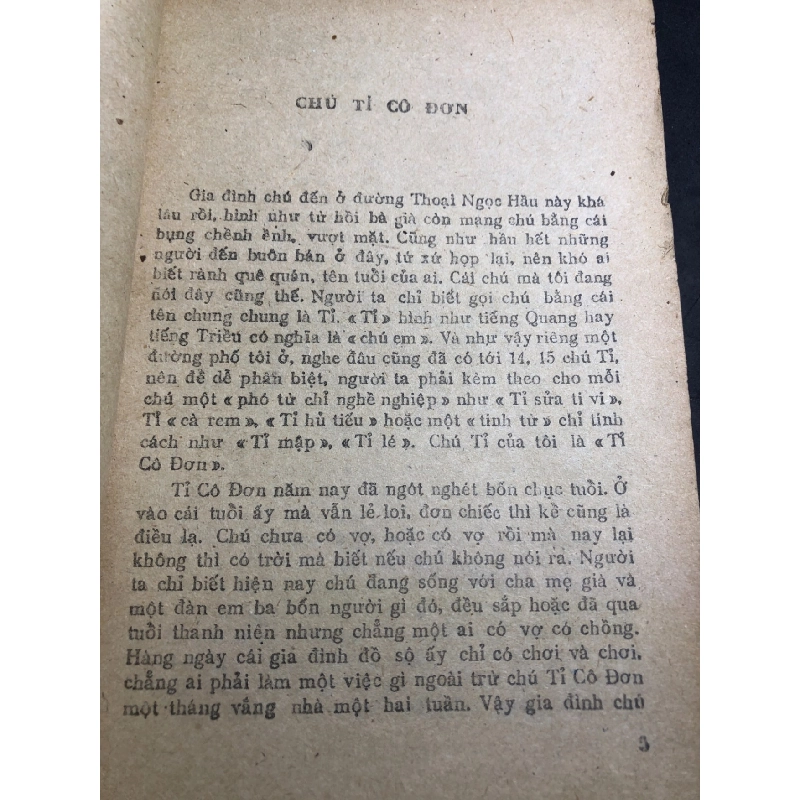 CHÚ TỈ CÔ ĐƠN
Gia đình chú đến ở đường Thoại Ngọc Hầu này khá
lâu rồi, hình như từ hồi bà già còn mạng chú bằng cái
bụng chềnh ềnh, vượt mặt. Cũng như hầu hết những
người đến buôn bán ở đây, tứ xứ họp lại, nên khó ai
biết rành quê quán, tên tuổi của ai. Cái chú mà tôi đang
nói đây cũng thế. Người ta chỉ biết gọi chú bằng cái
tên chung chung là Tỉ. «Tỉ» hình như tiếng Quảng hay
tiếng Triều có nghĩa là «chú em». Và như vậy riêng một
đường phố tôi ở, nghe đâu cũng đã có tới 14, 15 chú Tỉ,
nên để dễ phân biệt, người ta phải kèm theo cho mỗi
chú một «phó từ chỉ nghề nghiệp» như «Tỉ sửa ti vi»,
Tỉ «cà rem», «Tỉ hủ tiếu» hoặc một «tính từ» chỉ tính
cách như «Tỉ mập», «Tỉ lé». Chú Tỉ của tôi là «Tỉ
Cô Đơn».
Tỉ Cô Đơn năm nay đã ngót nghét bốn chục tuổi. Ở
vào cái tuổi ấy mà vẫn lẻ loi, đơn chiếc thì kể cũng là
điều lạ. Chú chưa có vợ, hoặc có vợ rồi mà nay lại
không thì có trời mà biết nếu chú không nói ra. Người
ta chỉ biết hiện nay chú đang sống với cha mẹ già và
một đàn em ba bốn người gì đó, đều sắp hoặc đã qua
tuổi thanh niên nhưng chẳng một ai có vợ có chồng.
Hàng ngày cái gia đình đồ sộ ấy chỉ có chơi và chơi,
chẳng ai phải làm một việc gì ngoài trừ chú Tỉ Cô Đơn
một tháng vắng nhà một hai tuần. Vậy gia đình chú